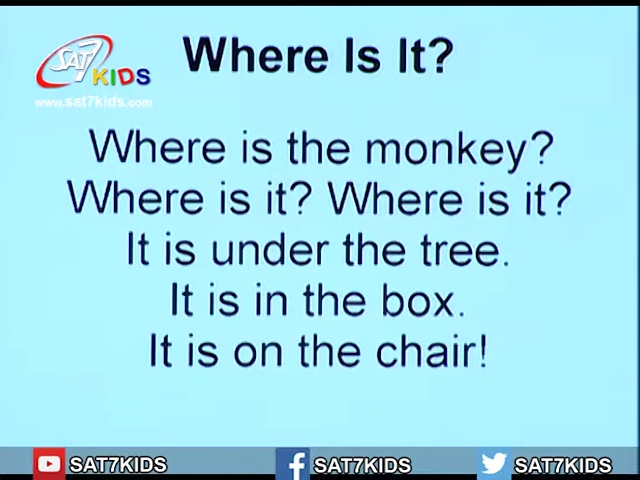 Where Is It?
SAT7
KIDS
www.sat7kids.com
Where is the monkey?
Where is it? Where is it?
It is under the tree.
It is in the box.
It is on the chair!
SAT7KIDS
SAT7KIDS
SAT7KIDS